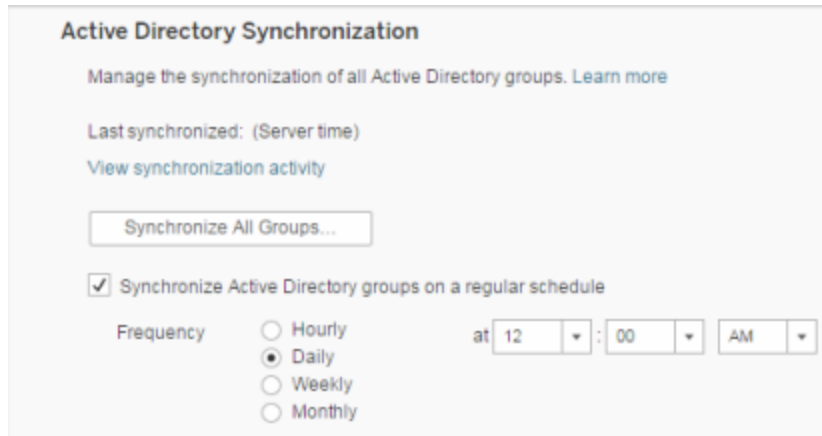 Active Directory Synchronization
Manage the synchronization of all Active Directory groups. Learn more
Last synchronized: (Server time)
View synchronization activity
Synchronize All Groups...
Synchronize Active Directory groups on a regular schedule
Frequency Hourly at 12 : 00 AM
Daily
Weekly
Monthly